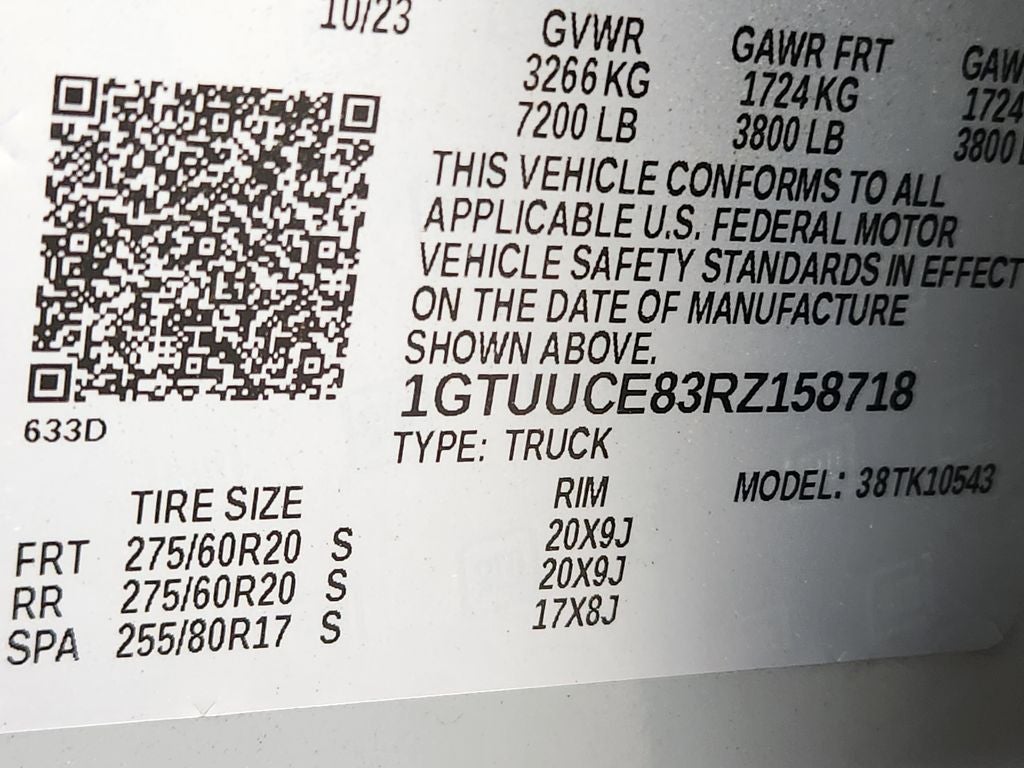 10/23
GVWR GAWR FRT
3266 KG 1724 KG 1724
7200 LB 3800 LB 3800
THIS VEHICLE CONFORMS TO ALL
APPLICABLE U.S. FEDERAL MOTOR
VEHICLE SAFETY STANDARDS IN EFFECT
ON THE DATE OF MANUFACTURE
SHOWN ABOVE.
1GTUUCE83RZ158718
633D
TYPE: TRUCK
MODEL: 38TK10543
TIRE SIZE RIM
FRT 275/60R20 S 20X9J
RR 275/60R20 S 20X9J
SPA 255/80R17 S 17X8J